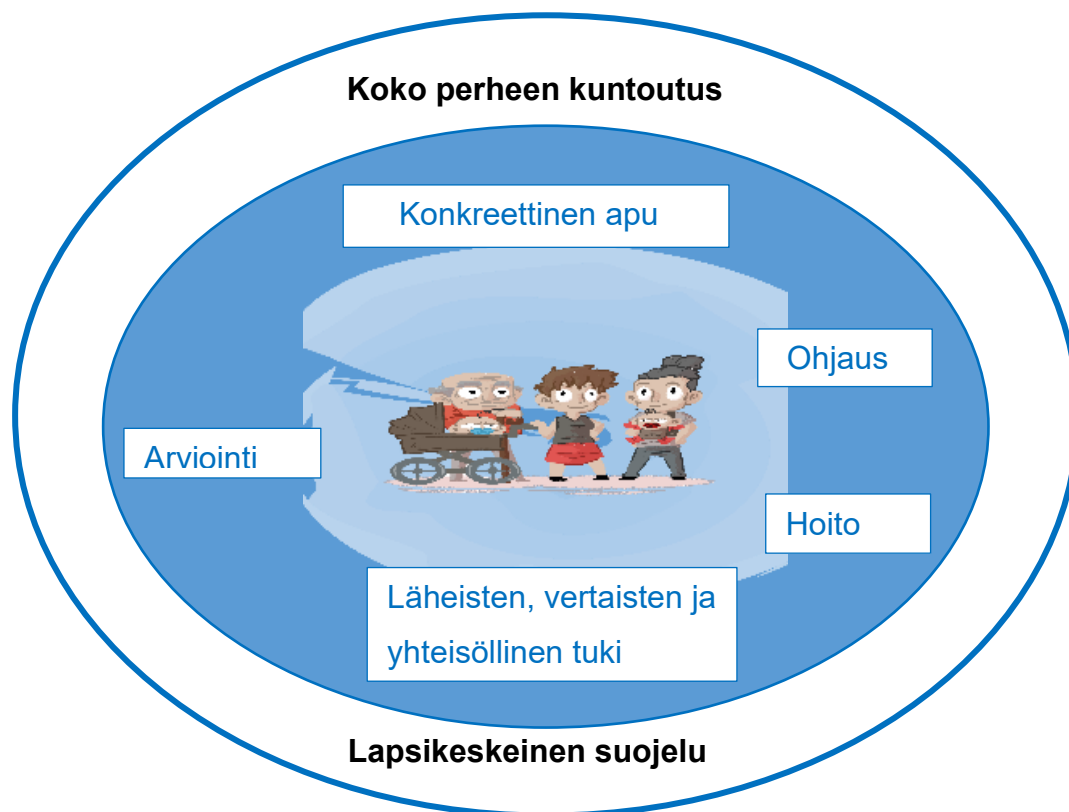 Koko perheen kuntoutus
Konkreettinen apu
Ohjaus
Arviointi
Hoito
Läheisten, vertaisten ja
yhteisöllinen tuki
Lapsikeskeinen suojelu